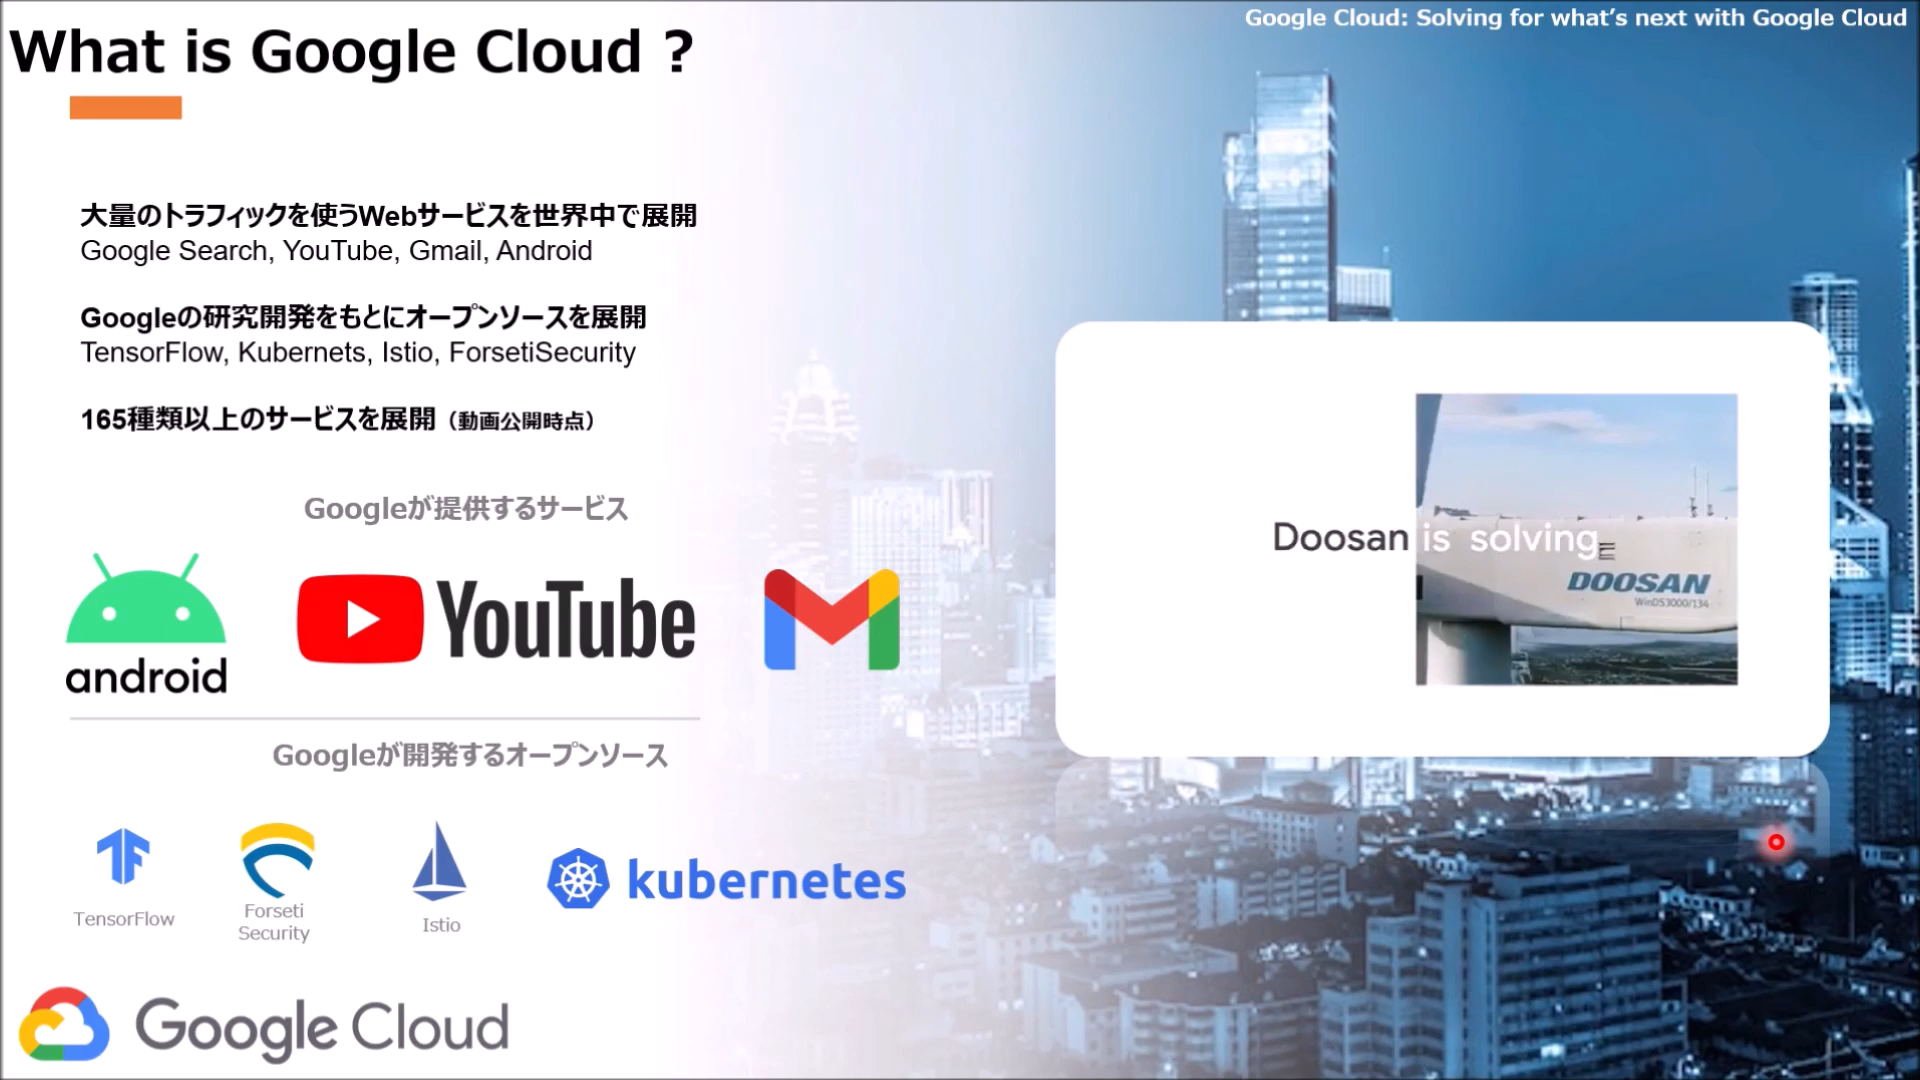 Google Cloud: Solving for what's next with Google Cloud
What is Google Cloud ?
大量のトラフィックを使うWebサービスを世界中で展開
Google Search, YouTube, Gmail, Android
Googleの研究開発をもとにオープンソースを展開
TensorFlow, Kubernets, Istio, ForsetiSecurity
165種類以上のサービスを展開（動画公開時点）
Googleが提供するサービス
android
YouTube
Googleが開発するオープンソース
TensorFlow
Forseti
Security
Istio
kubernetes
Google Cloud
Doosan is solving
DOOSAN
WinDS3000/134